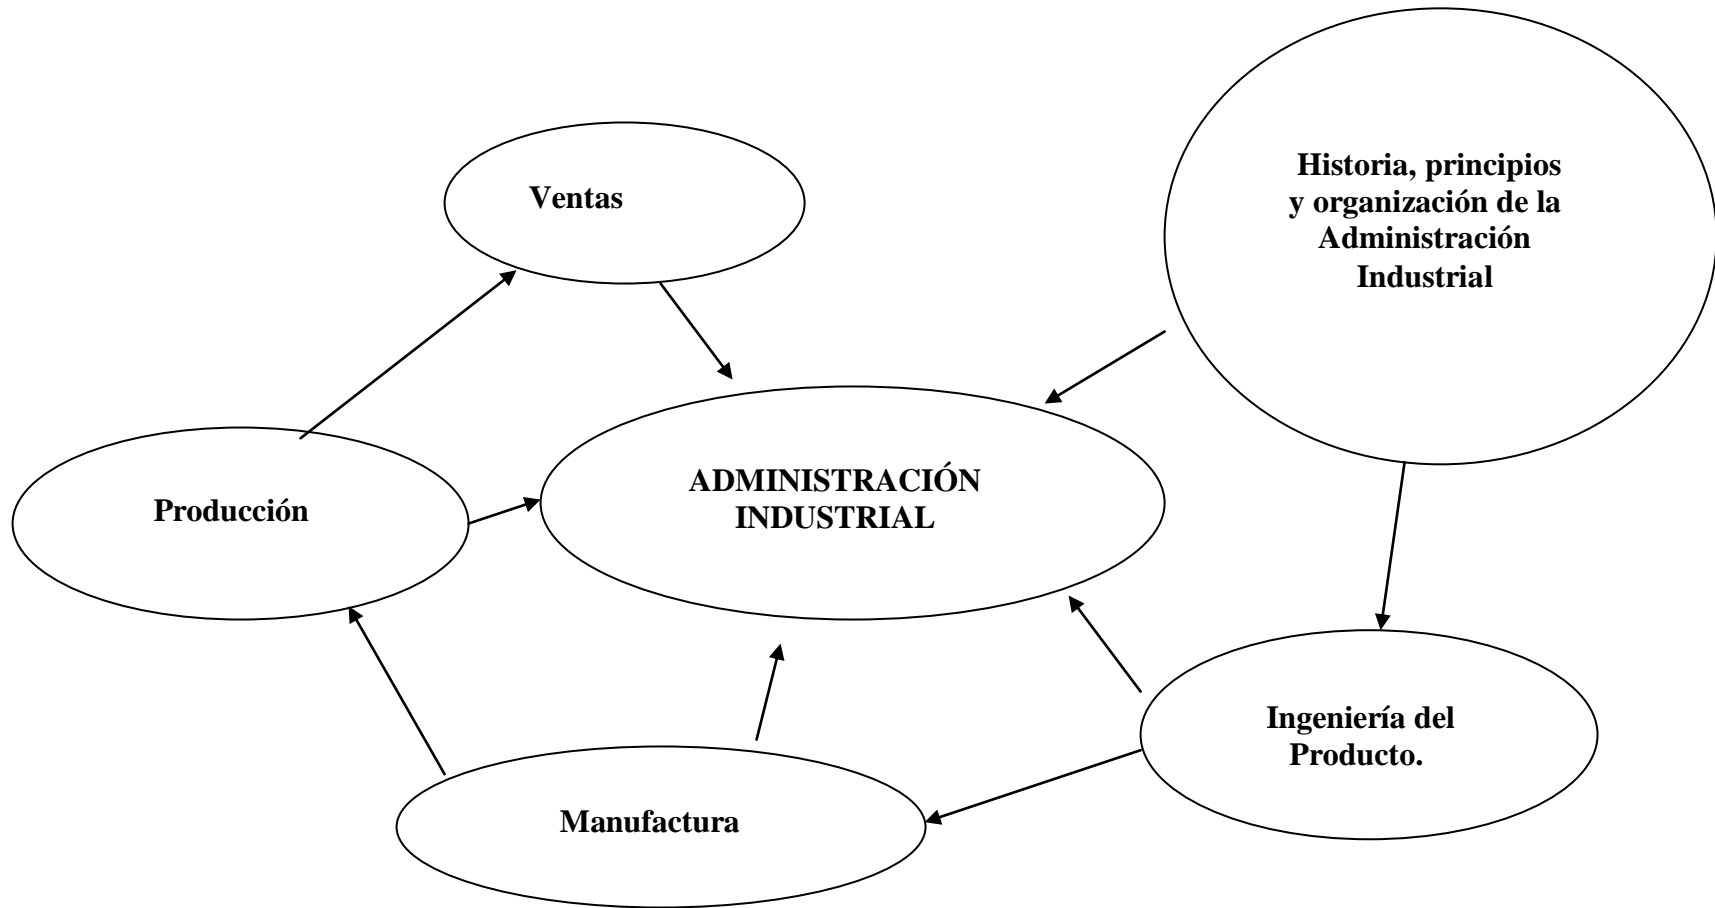 Ventas
Historia, principios
y organización de la
Administración
Industrial
ADMINISTRACIÓN
INDUSTRIAL
Producción
Ingeniería del
Producto.
Manufactura